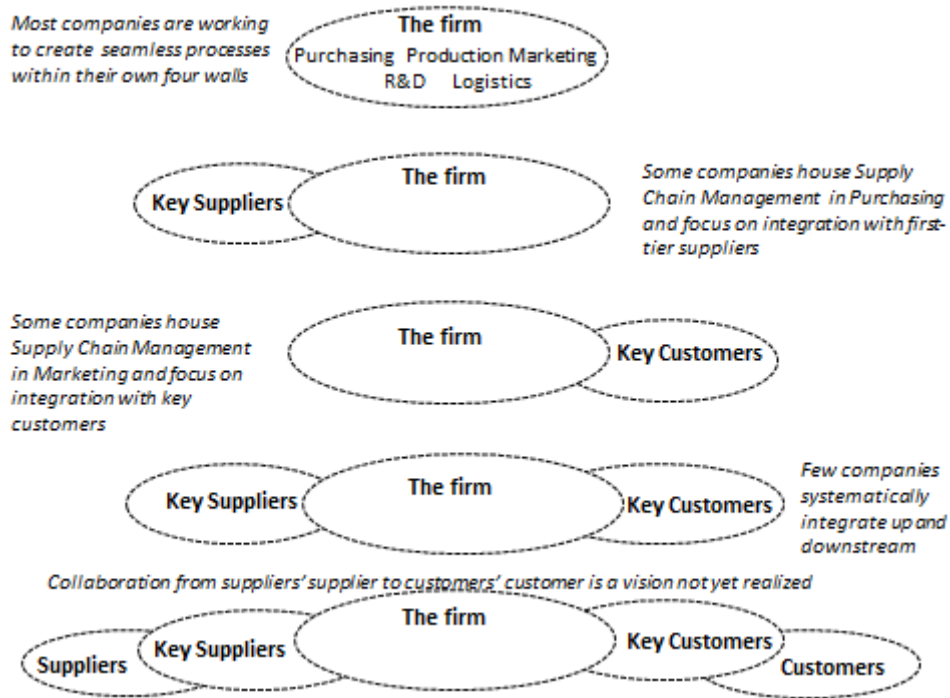 Most companies are working
to create seamless processes
within their own four walls
The firm
Purchasing Production Marketing
R&D Logistics
Key Suppliers
The firm
Some companies house Supply
Chain Management in Purchasing
and focus on integration with first-
tier suppliers
Some companies house
Supply Chain Management
in Marketing and focus on
integration with key
customers
The firm
Key Customers
Key Suppliers
The firm
Key Customers
Few companies
systematically
integrate up and
downstream
Collaboration from suppliers' supplier to customers' customer is a vision not yet realized
Suppliers
Key Suppliers
The firm
Key Customers
Customers